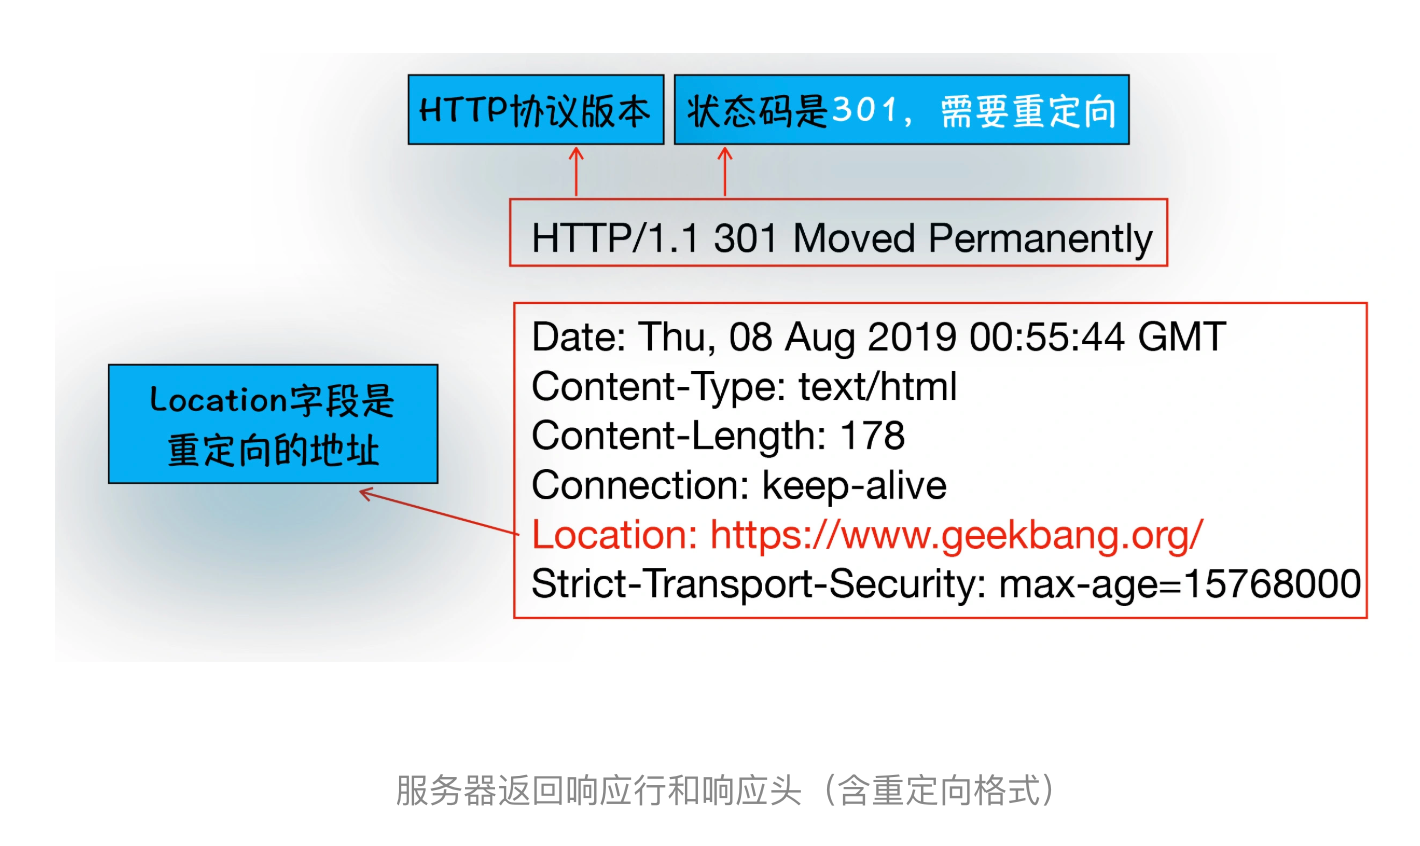 HTTP协议版本
状态码是301，需要重定向
HTTP/1.1 301 Moved Permanently
Date: Thu, 08 Aug 2019 00:55:44 GMT
Content-Type: text/html
Content-Length: 178
Connection: keep-alive
Location: https://www.geekbang.org/
Strict-Transport-Security: max-age=15768000
Location字段是
重定向的地址
服务器返回响应行和响应头（含重定向格式）